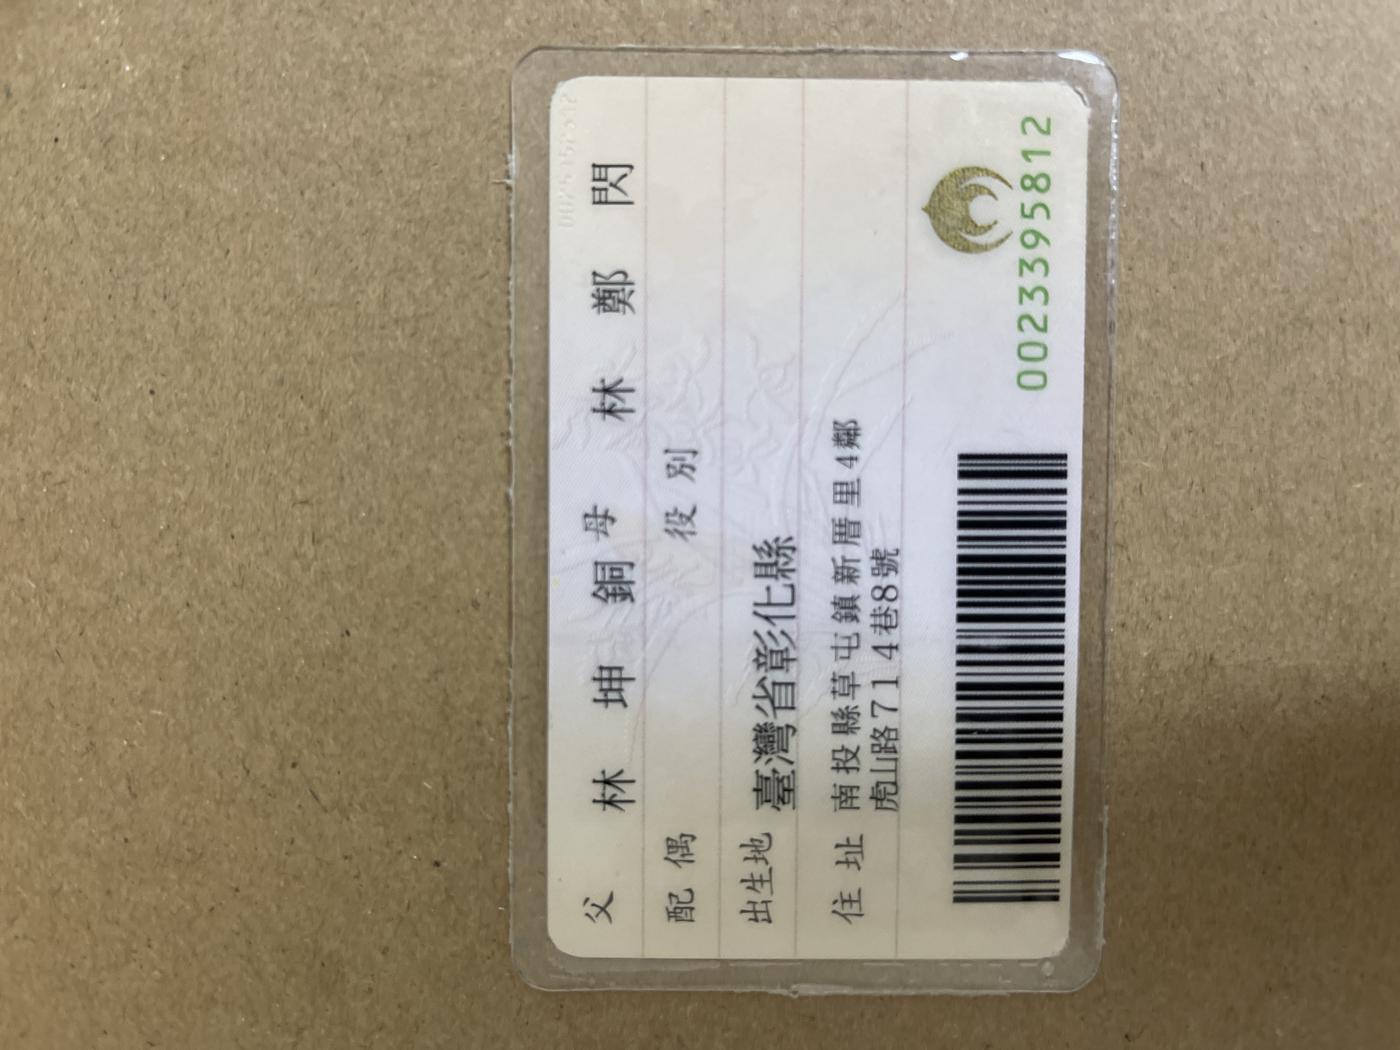 父 林 坤 銅 母 林 鄭 閃
配偶 役別
出生地 臺灣省彰化縣
住址 南投縣草屯鎮新厝里4鄰
虎山路714巷8號
0023395812